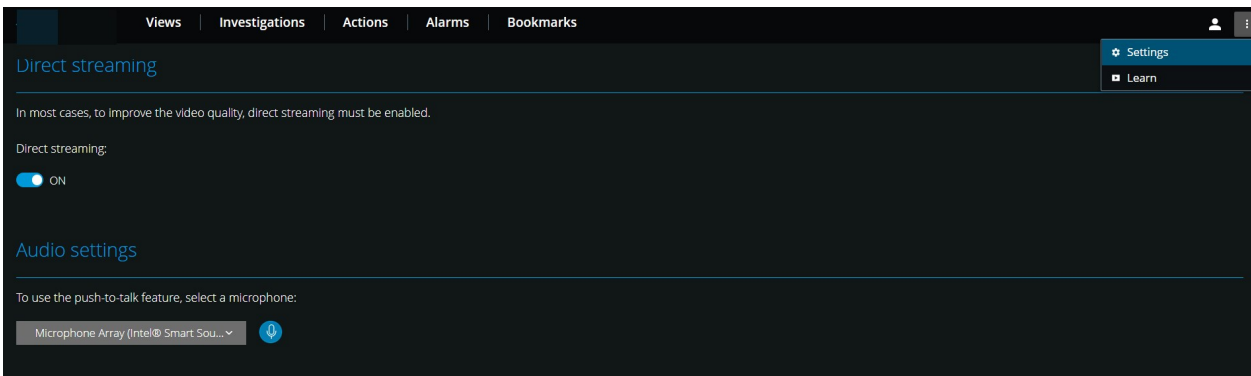 Views Investigations Actions Alarms Bookmarks
Settings
Learn
Direct streaming
In most cases, to improve the video quality, direct streaming must be enabled.
Direct streaming:
ON
Audio settings
To use the push-to-talk feature, select a microphone:
Microphone Array (Intel® Smart Sou...